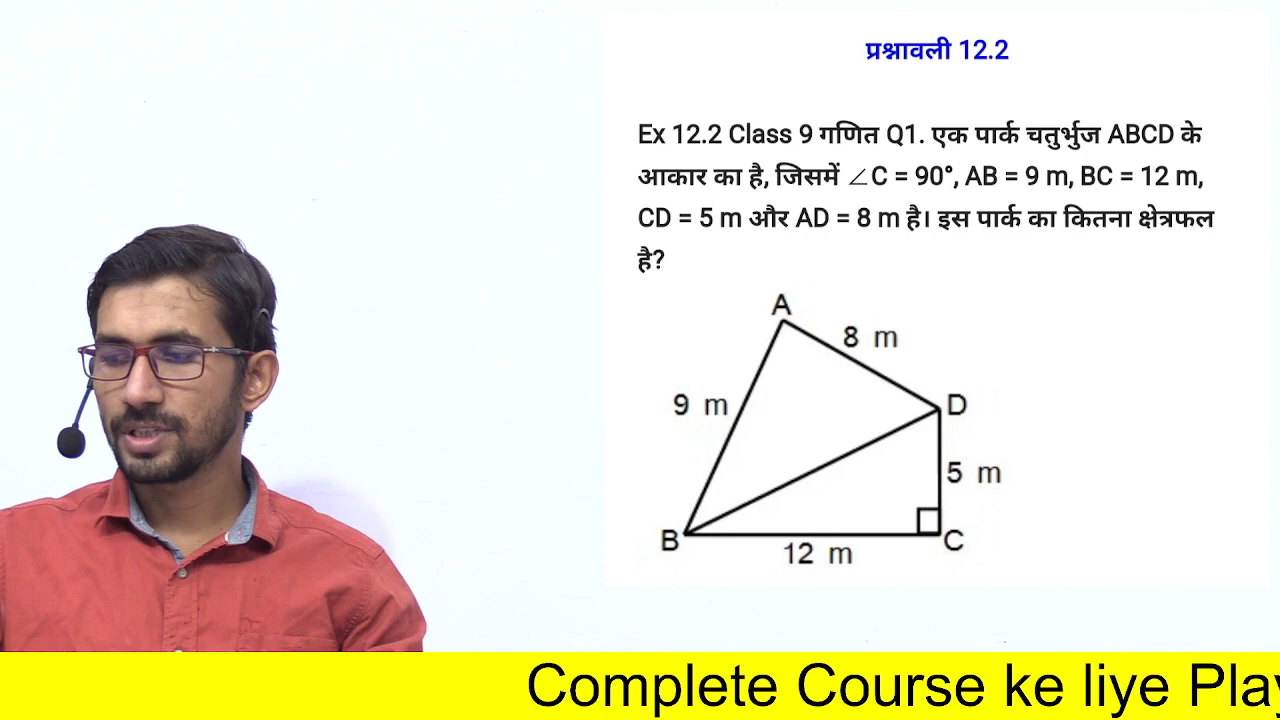 प्रश्नावली 12.2
Ex 12.2 Class 9 गणित Q1. एक पार्क चतुर्भुज ABCD के
आकार का है, जिसमें ∠C = 90°, AB = 9 m, BC = 12 m,
CD = 5 m और AD = 8 m है। इस पार्क का कितना क्षेत्रफल
है?
A
8 m
9 m
D
5 m
B
C
12 m
Complete Course ke liye Play